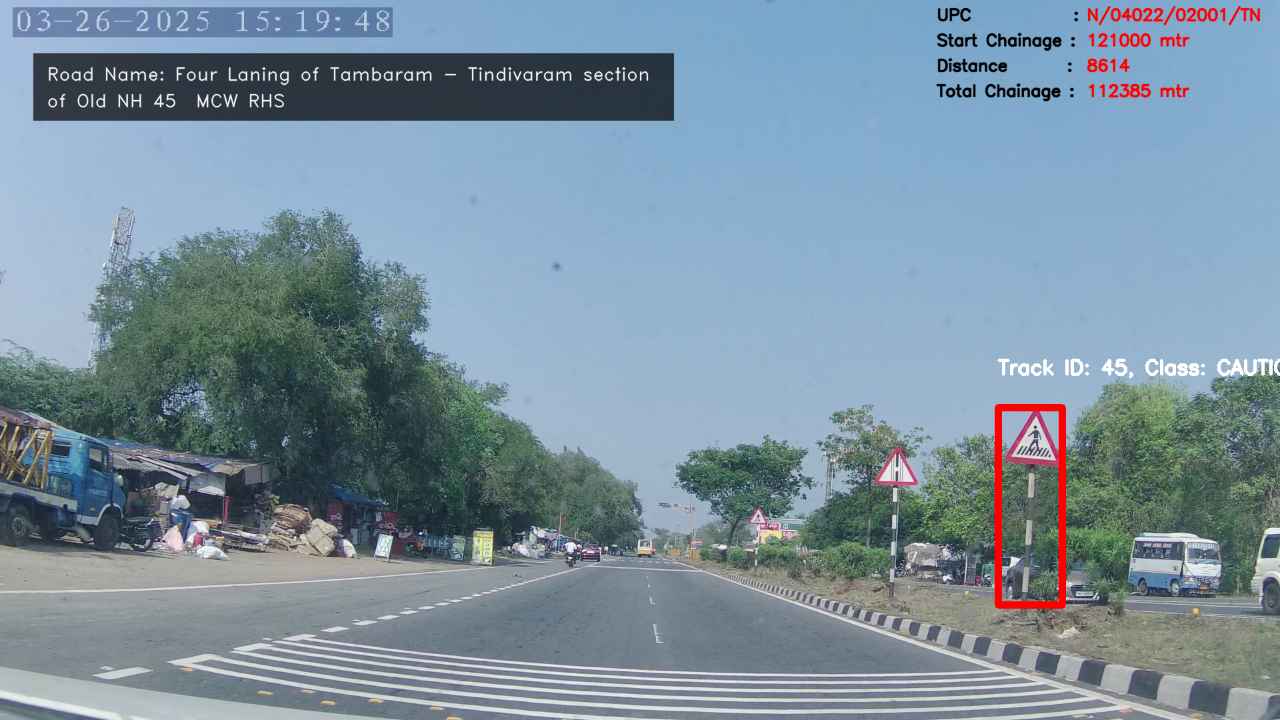 03-26-2025 15:19:48
Road Name: Four Laning of Tambaram - Tindivaram section
of Old NH 45 MCW RHS
UPC : N/04022/02001/TN
Start Chainage : 121000 mtr
Distance : 8614
Total Chainage : 112385 mtr
Track ID: 45, Class: CAUTIO